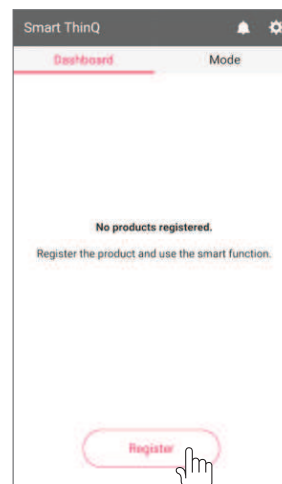 Smart ThinQ
Dashboard Mode
No products registered.
Register the product and use the smart function.
Register